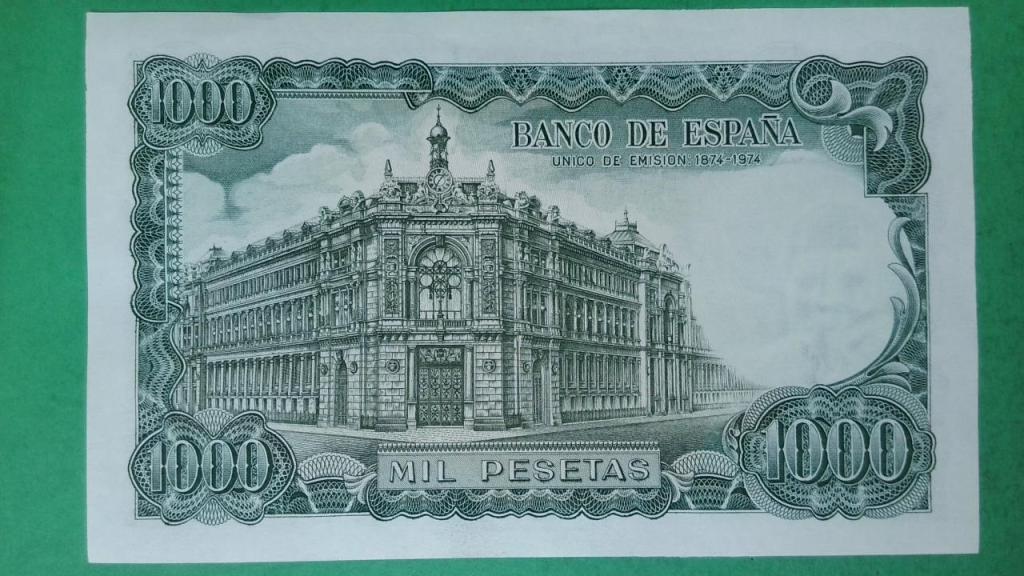 1000
BANCO DE ESPAÑA
UNICO DE EMISION: 1874-1974
1000
MIL PESETAS
1000